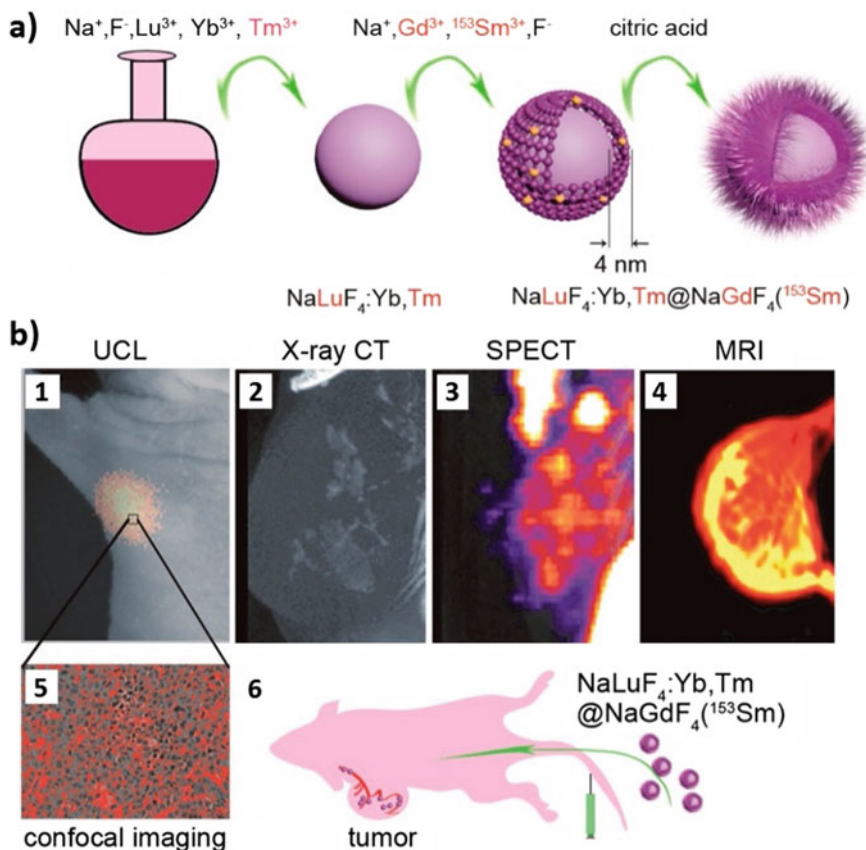 a)
Na⁺,F⁻,Lu³⁺, Yb³⁺, Tm³⁺
Na⁺,Gd³⁺,¹⁵³Sm³⁺,F⁻
citric acid
4 nm
NaLuF₄:Yb,Tm
NaLuF₄:Yb,Tm@NaGdF₄(¹⁵³Sm)
b)
UCL
X-ray CT
SPECT
MRI
1
2
3
4
5
6
NaLuF₄:Yb,Tm
@NaGdF₄(¹⁵³Sm)
confocal imaging
tumor